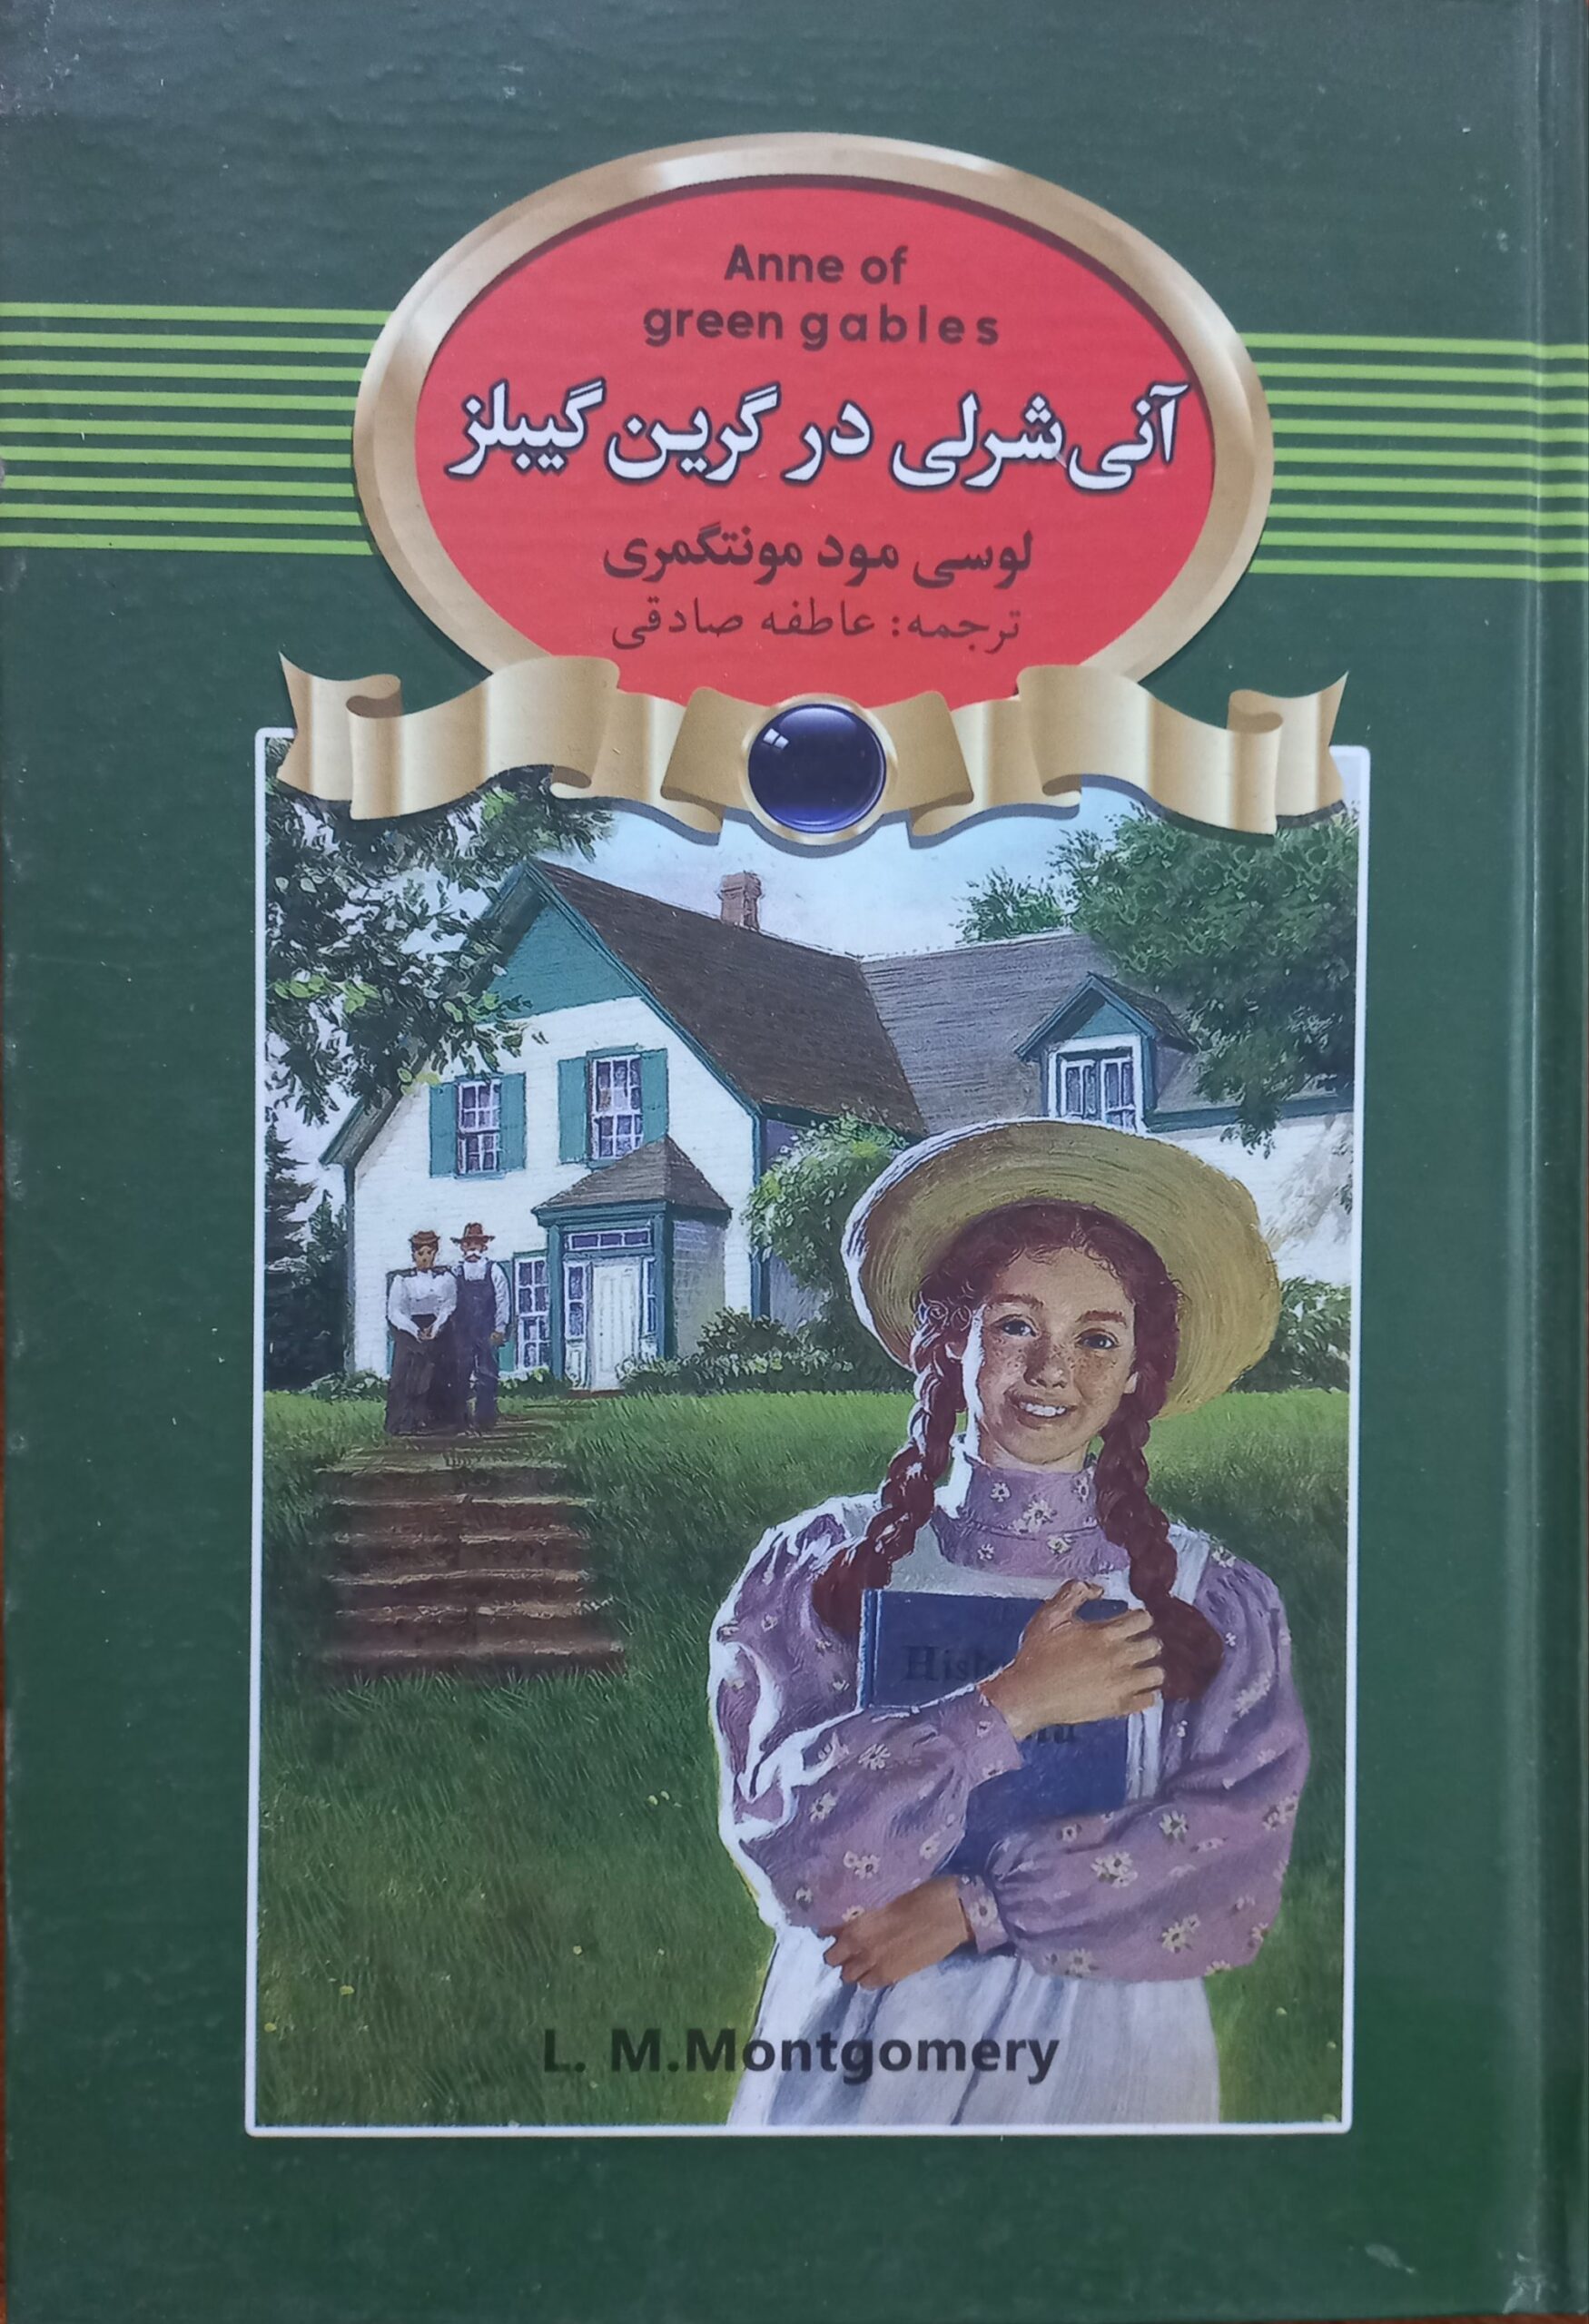 Anne of
green gables
آنی‌شرلی در گرین گیبلز
لوسی مود مونتگمری
ترجمه: عاطفه صادقی
L. M.Montgomery